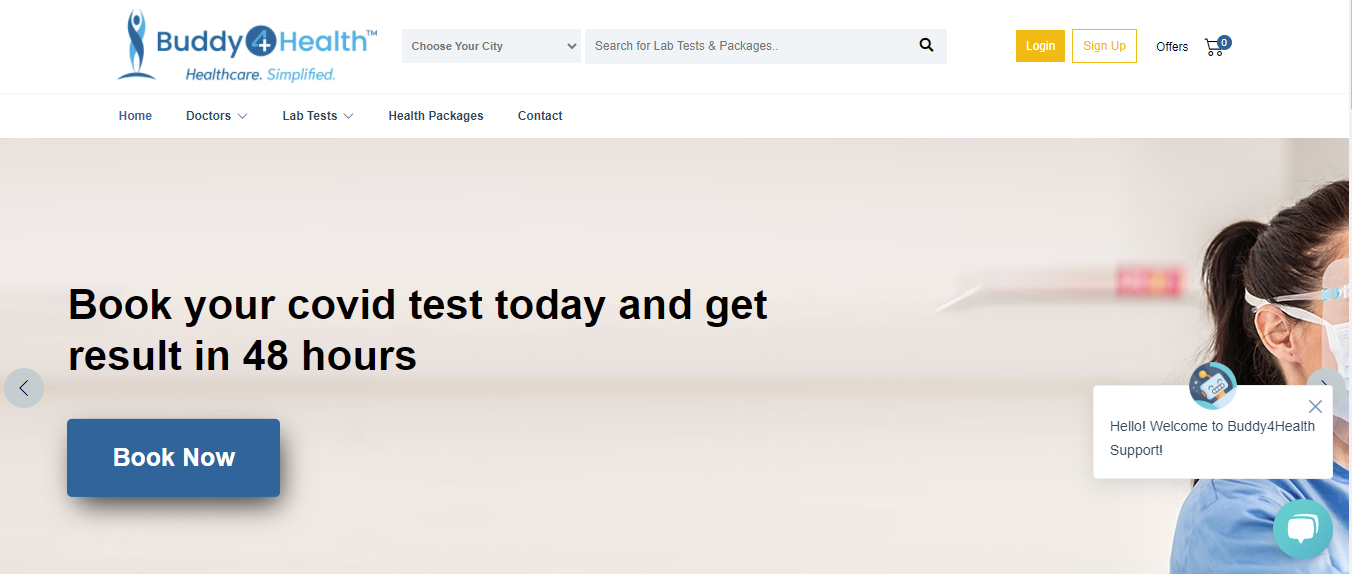 Buddy4Health™
Healthcare. Simplified.
Choose Your City
Search for Lab Tests & Packages..
Login
Sign Up
Offers
0
Home
Doctors
Lab Tests
Health Packages
Contact
Book your covid test today and get
result in 48 hours
Book Now
Hello! Welcome to Buddy4Health
Support!